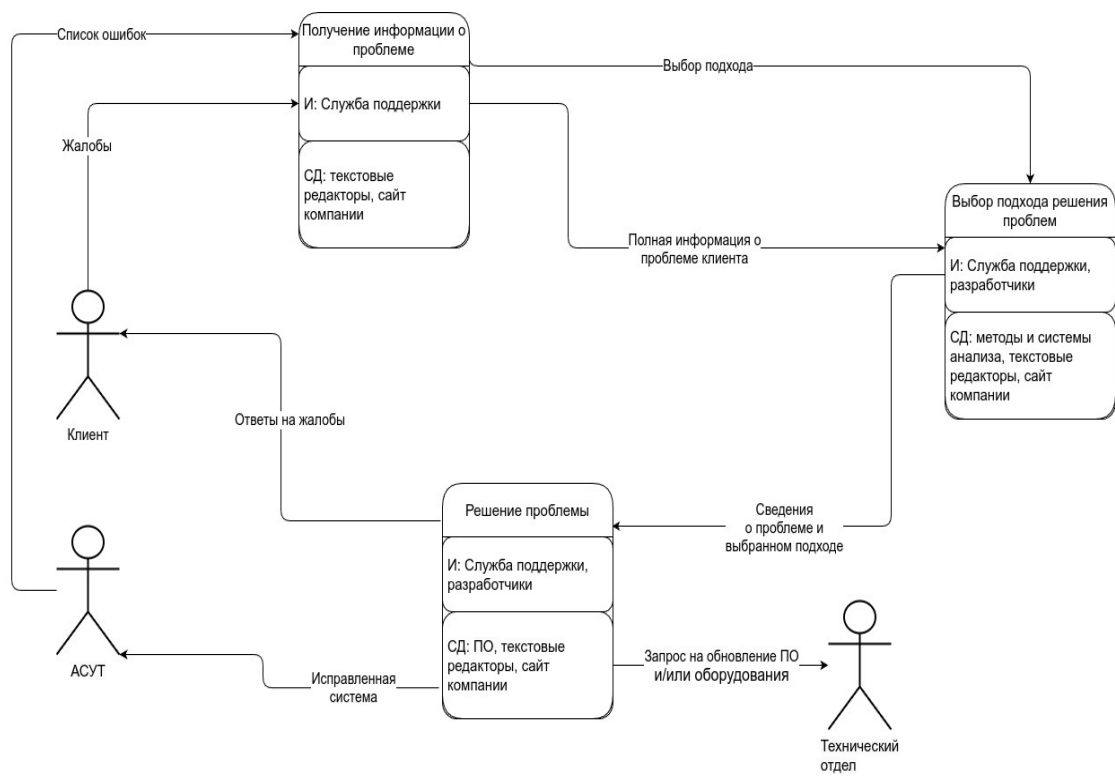 Список ошибок
Получение информации о
проблеме
Выбор подхода
И: Служба поддержки
Жалобы
СД: текстовые
редакторы, сайт
компании
Выбор подхода решения
проблем
Полная информация о
проблеме клиента
И: Служба поддержки,
разработчики
СД: методы и системы
анализа, текстовые
редакторы, сайт
компании
Клиент
Ответы на жалобы
Решение проблемы
Сведения
о проблеме и
выбранном подходе
И: Служба поддержки,
разработчики
АСУТ
СД: ПО, текстовые
редакторы, сайт
компании
Запрос на обновление ПО
и/или оборудования
Исправленная
система
Технический
отдел